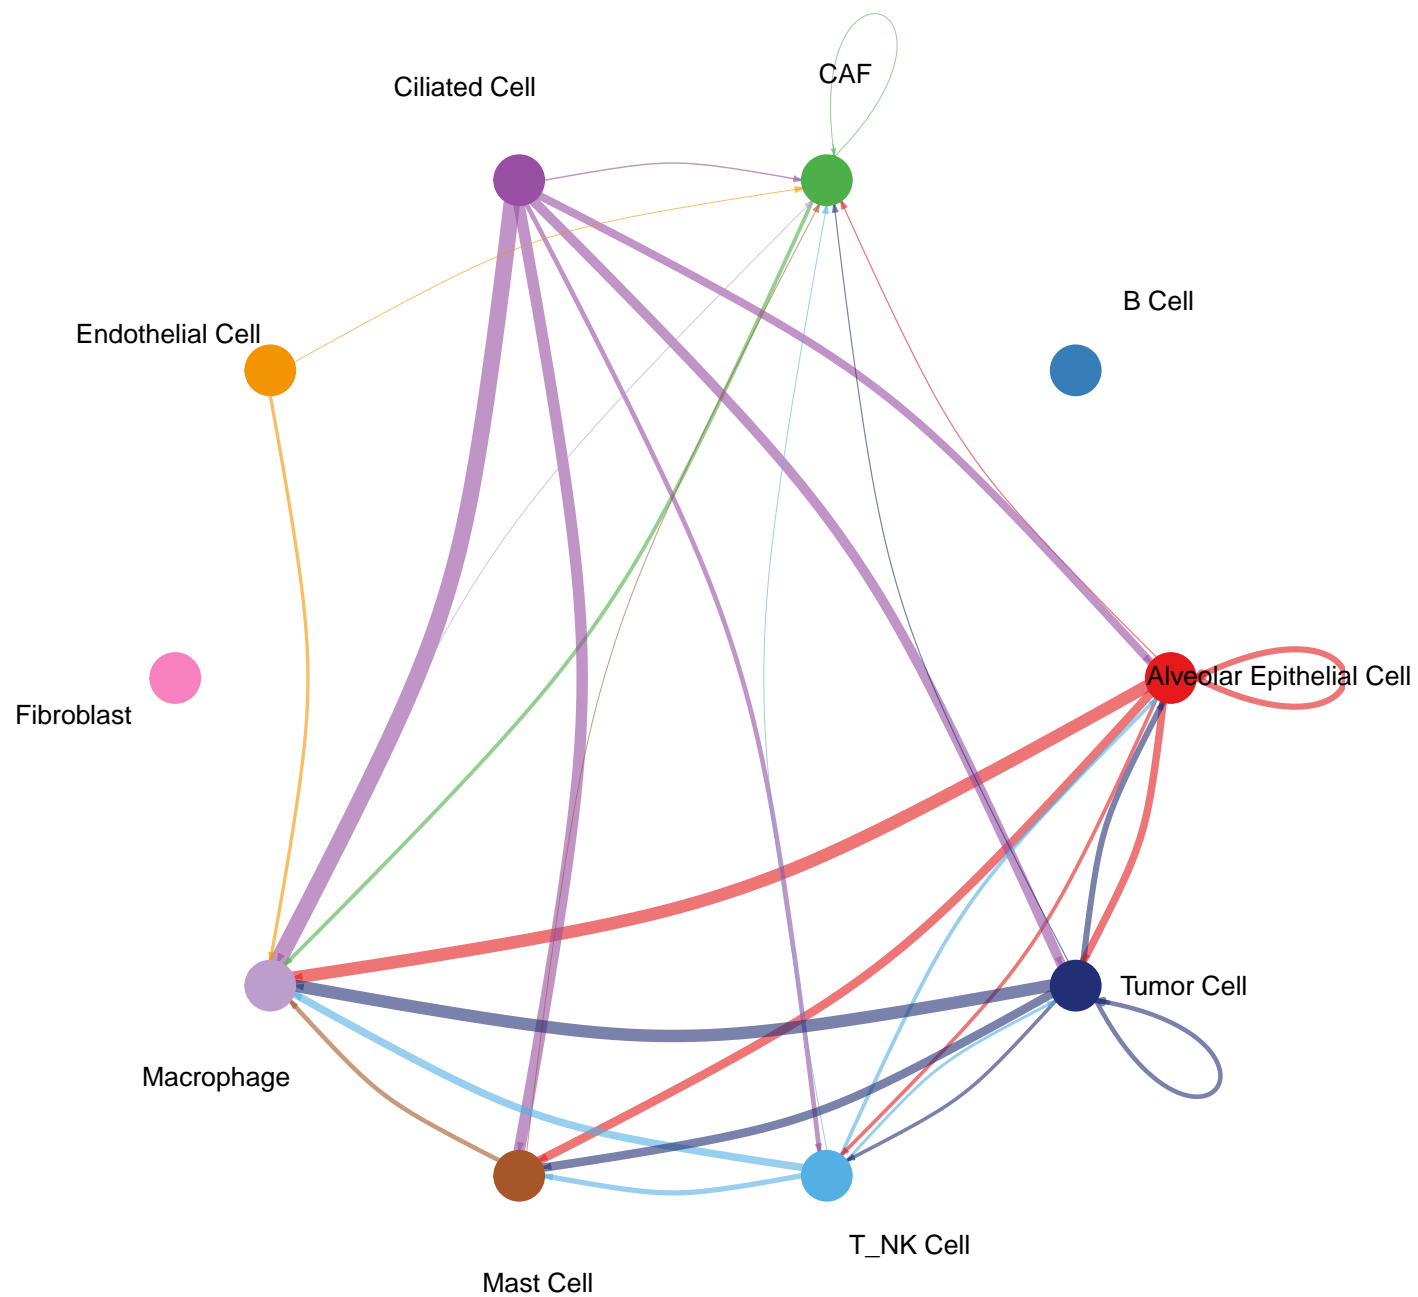 CAF
Ciliated Cell
B Cell
Endothelial Cell
Alveolar Epithelial Cell
Fibroblast
Tumor Cell
Macrophage
T_NK Cell
Mast Cell